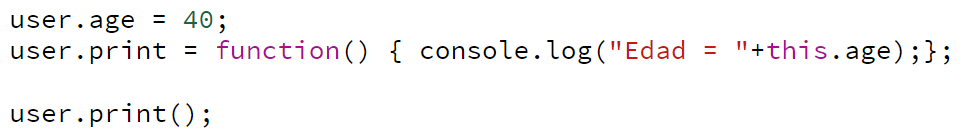 user.age = 40;
user.print = function() { console.log("Edad = "+this.age);};
user.print();